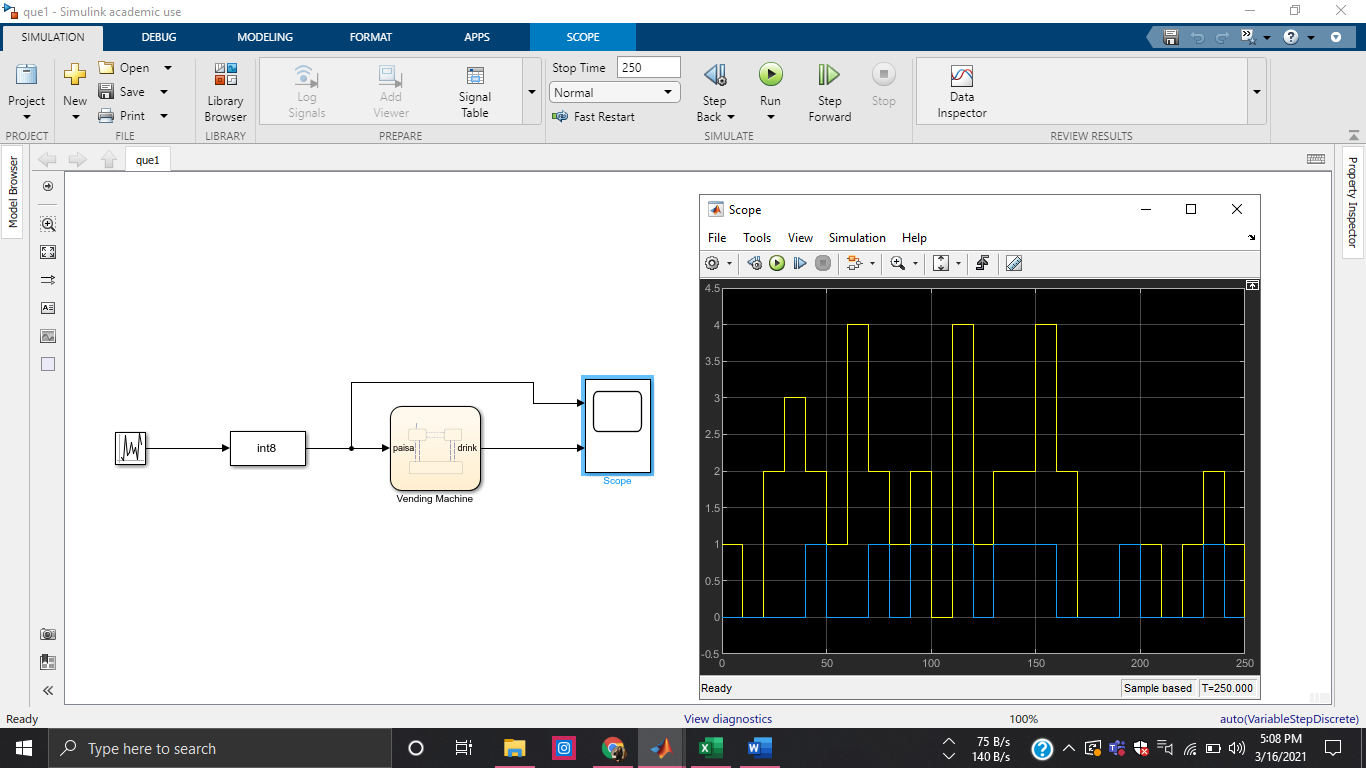 que1 - Simulink academic use
SIMULATION DEBUG MODELING FORMAT APPS SCOPE
Project
New
Open
Save
Print
Library Browser
Log Signals
Add Viewer
Signal Table
Stop Time 250
Normal
Fast Restart
Step Back
Run
Step Forward
Stop
Data Inspector
PROJECT FILE LIBRARY PREPARE SIMULATE REVIEW RESULTS
Model Browser
que1
Property Inspector
int8
paisa drink
Vending Machine
Scope
Scope
File Tools View Simulation Help
4.5
4
3.5
3
2.5
2
1.5
1
0.5
0
-0.5
0 50 100 150 200 250
Ready Sample based T=250.000
Ready View diagnostics 100% auto(VariableStepDiscrete)
Type here to search
75 B/s
140 B/s
5:08 PM
3/16/2021